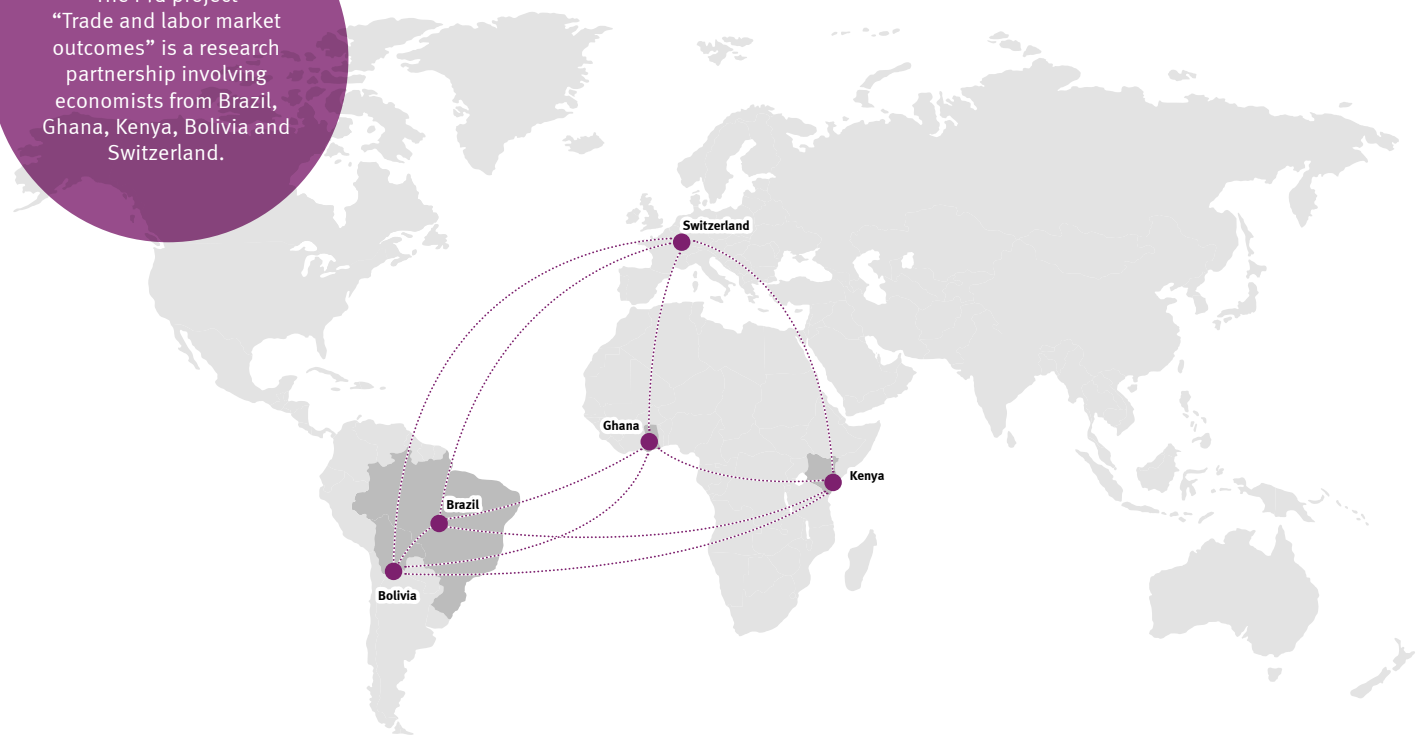 “Trade and labor market
outcomes” is a research
partnership involving
economists from Brazil,
Ghana, Kenya, Bolivia and
Switzerland.
Switzerland
Ghana
Kenya
Brazil
Bolivia